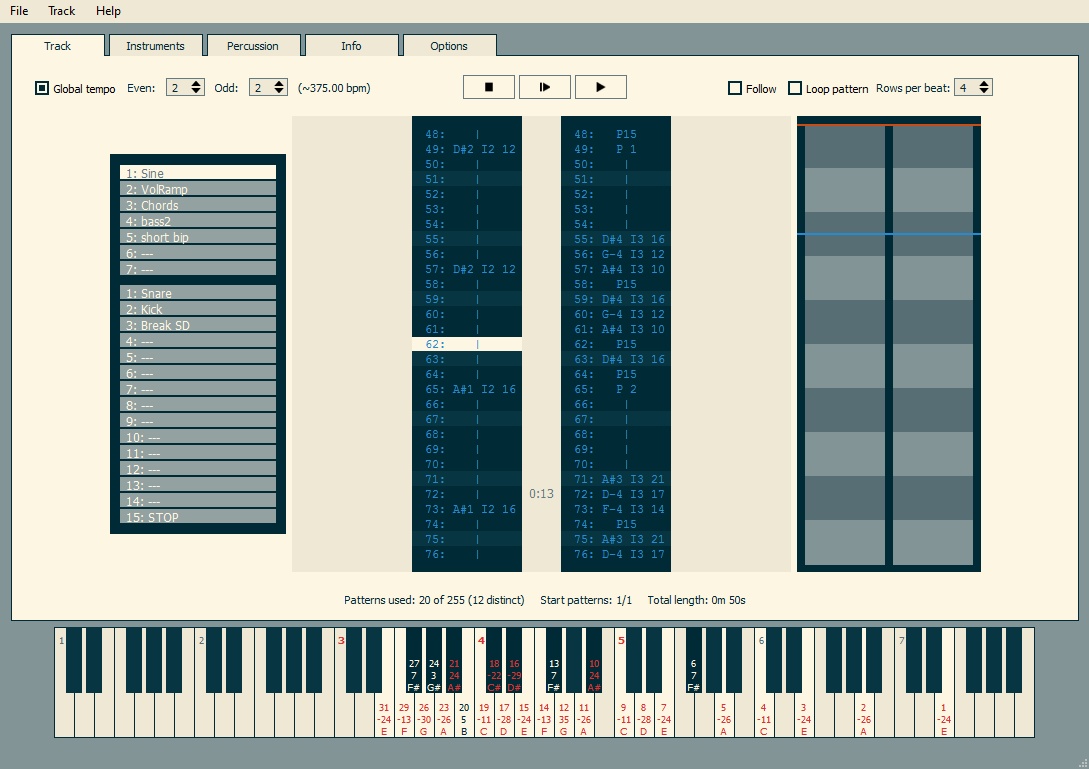 File Track Help
Track Instruments Percussion Info Options
Global tempo Even: 2 Odd: 2 (~375.00 bpm) Follow Loop pattern Rows per beat: 4
1: Sine
2: VolRamp
3: Chords
4: bass2
5: short bip
6: ---
7: ---
1: Snare
2: Kick
3: Break SD
4: ---
5: ---
6: ---
7: ---
8: ---
9: ---
10: ---
11: ---
12: ---
13: ---
14: ---
15: STOP
48: |
49: D#2 I2 12
50: |
51: |
52: |
53: |
54: |
55: |
56: |
57: D#2 I2 12
58: |
59: |
60: |
61: |
62: |
63: |
64: |
65: A#1 I2 16
66: |
67: |
68: |
69: |
70: |
71: |
72: |
73: A#1 I2 16
74: |
75: |
76: |
0:13
48: P15
49: P 1
50: |
51: |
52: |
53: |
54: |
55: D#4 I3 16
56: G-4 I3 12
57: A#4 I3 10
58: P15
59: D#4 I3 16
60: G-4 I3 12
61: A#4 I3 10
62: P15
63: D#4 I3 16
64: P15
65: P 2
66: |
67: |
68: |
69: |
70: |
71: A#3 I3 21
72: D-4 I3 17
73: F-4 I3 14
74: P15
75: A#3 I3 21
76: D-4 I3 17
Patterns used: 20 of 255 (12 distinct) Start patterns: 1/1 Total length: 0m 50s
1 2 3 4 5 6 7
27 24 21 18 16 13 10 6
7 3 24 -22 -29 7 24 7
F# G# A# C# D# F# A# F#
31 29 26 23 20 19 17 15 14 12 11 9 8 7 5 4 3 2 1
-24 -13 -30 -26 5 -11 -28 -24 -13 35 -26 -11 -28 -24 -26 -11 -24 -26 -24
E F G A B C D E F G A C D E A C E A E